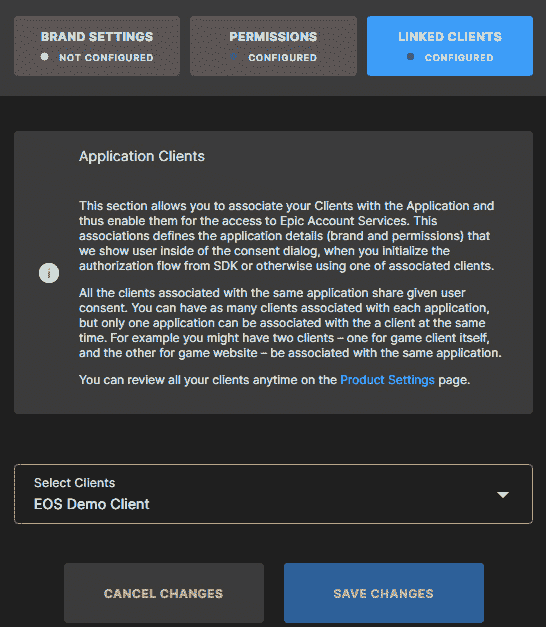 BRAND SETTINGS
NOT CONFIGURED
PERMISSIONS
CONFIGURED
LINKED CLIENTS
CONFIGURED
Application Clients
This section allows you to associate your Clients with the Application and
thus enable them for the access to Epic Account Services. This
associations defines the application details (brand and permissions) that
we show user inside of the consent dialog, when you initialize the
authorization flow from SDK or otherwise using one of associated clients.
All the clients associated with the same application share given user
consent. You can have as many clients associated with each application,
but only one application can be associated with the a client at the same
time. For example you might have two clients – one for game client itself,
and the other for game website – be associated with the same application.
You can review all your clients anytime on the Product Settings page.
Select Clients
EOS Demo Client
CANCEL CHANGES
SAVE CHANGES